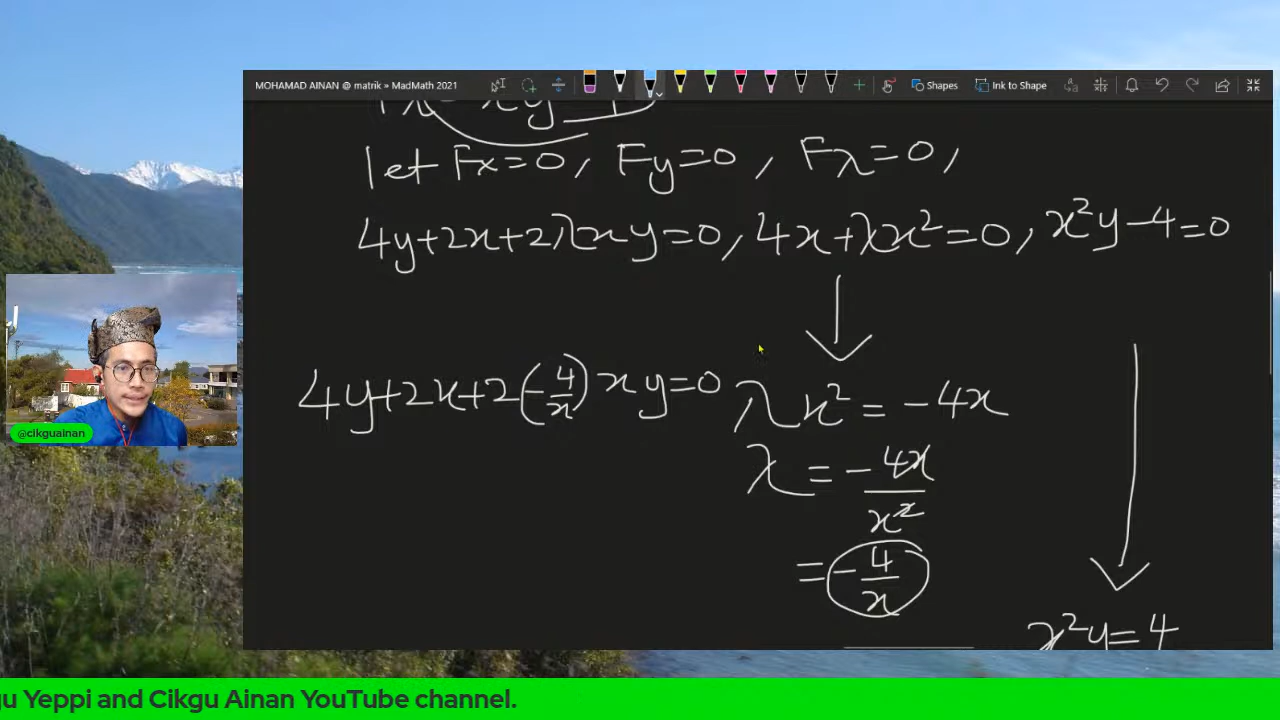 MOHAMAD AINAN @ matrik » MadMath 2021
Shapes
Ink to Shape
let Fx=0, Fy=0, Fλ=0,
4y+2x+2λxy=0, 4x+λx²=0, x²y-4=0
4y+2x+2(-4/x)xy=0
λx² = -4x
λ = -4x/x²
= -4/x
x²y=4
@cikguainan
gu Yeppi and Cikgu Ainan YouTube channel.